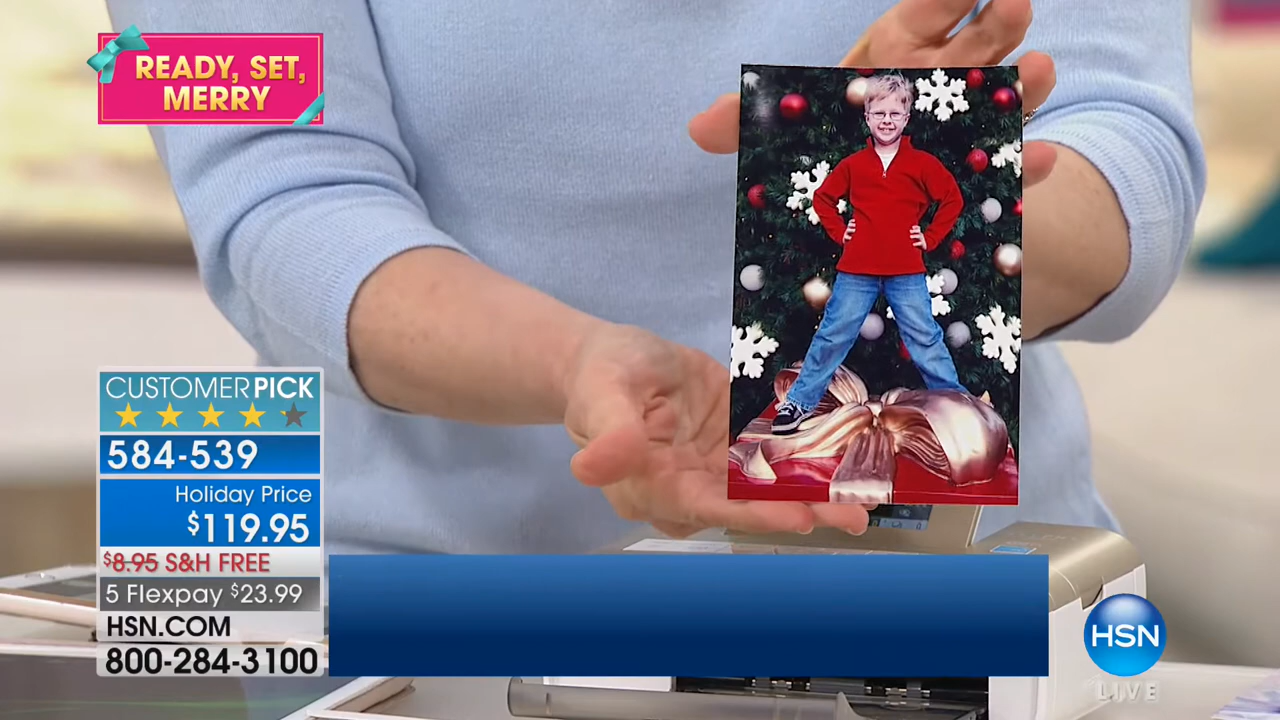 READY, SET,
MERRY
CUSTOMER PICK
584-539
Holiday Price
$119.95
$8.95 S&H FREE
5 Flexpay $23.99
HSN.COM
800-284-3100
HSN
LIVE